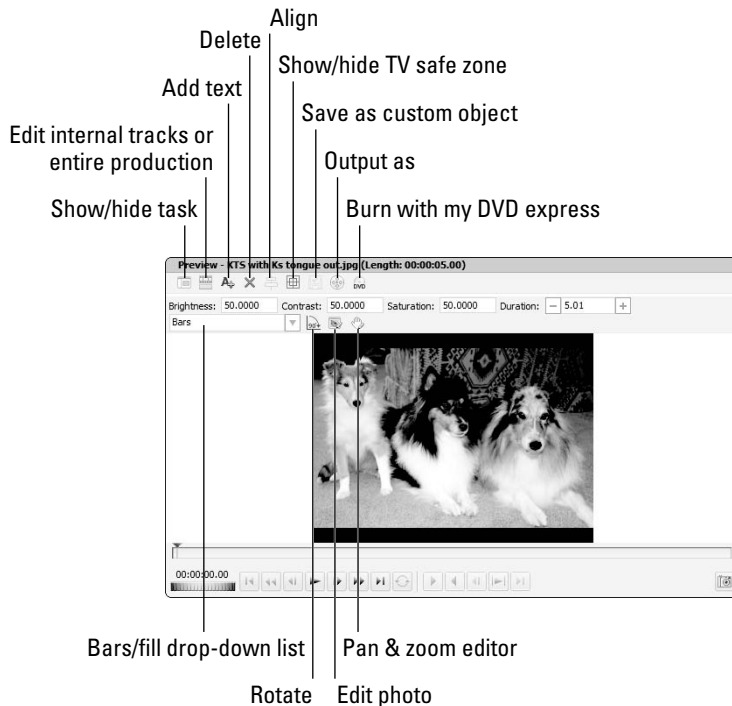 Align
Delete
Show/hide TV safe zone
Add text
Save as custom object
Edit internal tracks or
entire production
Output as
Show/hide task
Burn with my DVD express
Preview - KTS with Ks tongue out.jpg (Length: 00:00:05.00)
DVD
Brightness: 50.0000 Contrast: 50.0000 Saturation: 50.0000 Duration: - 5.01 +
Bars
90°
00:00:00.00
Bars/fill drop-down list
Pan & zoom editor
Rotate
Edit photo